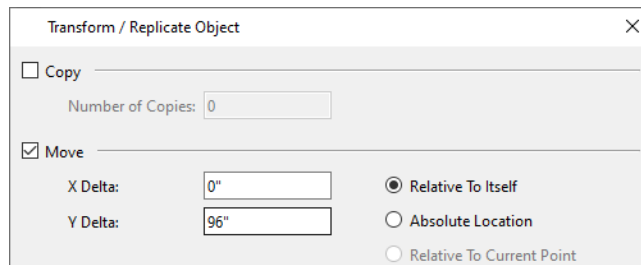 Transform / Replicate Object
Copy
Number of Copies: 0
Move
X Delta: 0" Relative To Itself
Y Delta: 96" Absolute Location
Relative To Current Point